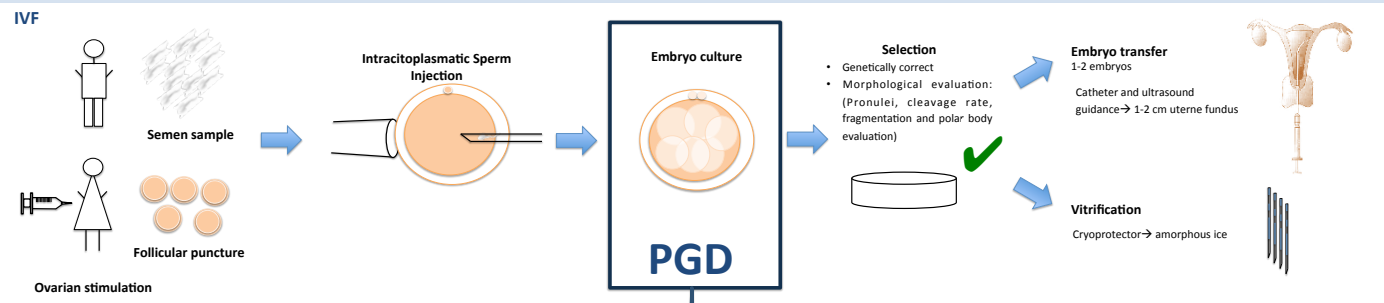 IVF
Semen sample
Follicular puncture
Ovarian stimulation
Intracitoplasmatic Sperm
Injection
Embryo culture
PGD
Selection
• Genetically correct
• Morphological evaluation:
(Pronulei, cleavage rate,
fragmentation and polar body
evaluation)
Embryo transfer
1-2 embryos
Catheter and ultrasound
guidance→ 1-2 cm uterne fundus
Vitrification
Cryoprotector→ amorphous ice